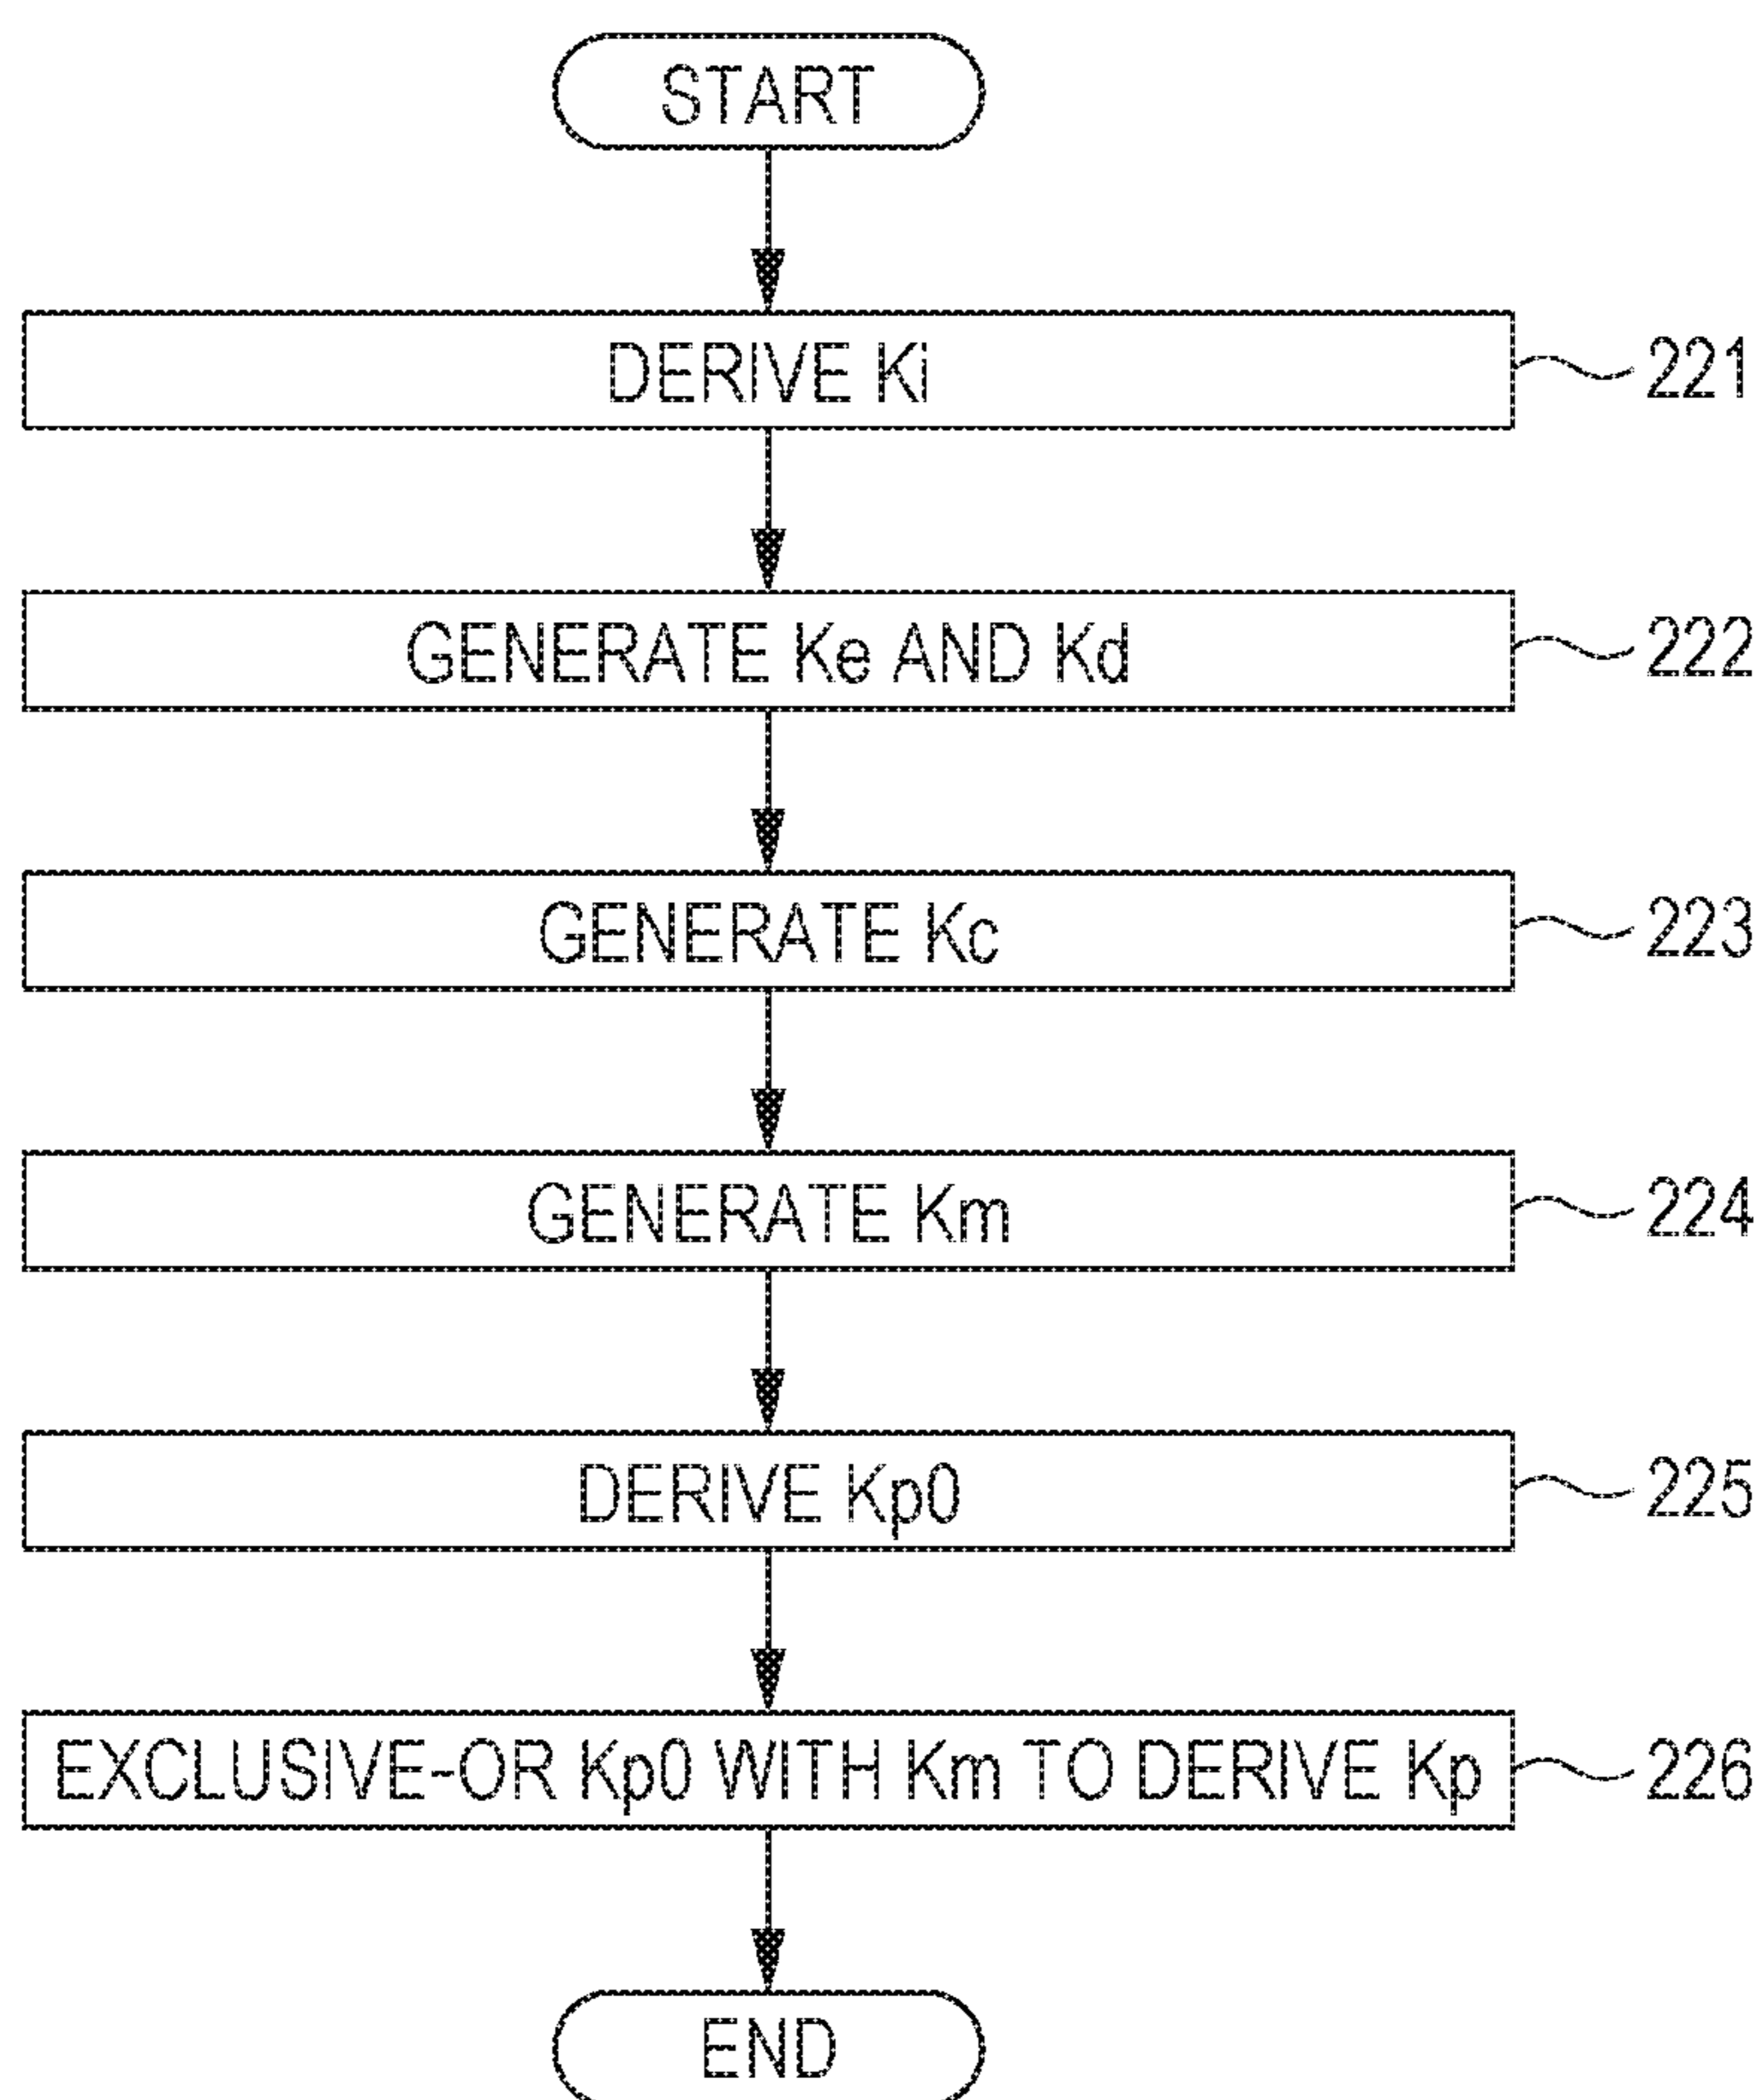 START
DERIVE Ki
221
GENERATE Ke AND Kd
222
GENERATE Kc
223
GENERATE Km
224
DERIVE Kp0
225
EXCLUSIVE-OR Kp0 WITH Km TO DERIVE Kp
226
END